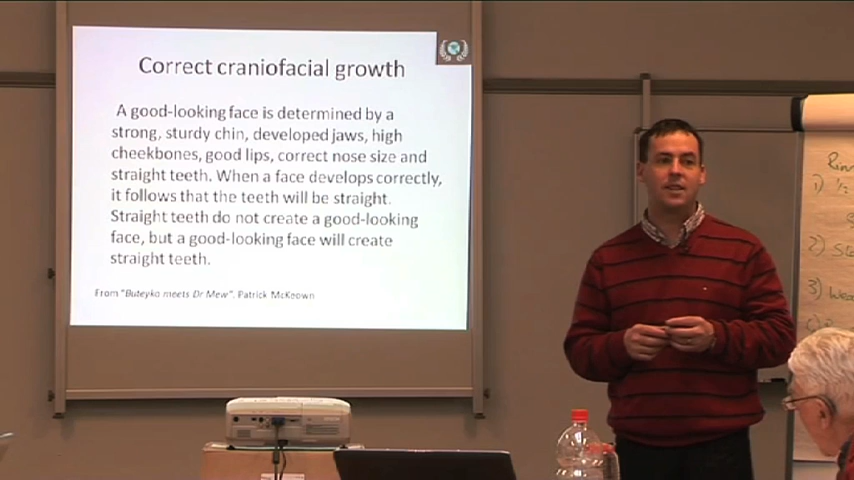 Correct craniofacial growth
A good-looking face is determined by a
strong, sturdy chin, developed jaws, high
cheekbones, good lips, correct nose size and
straight teeth. When a face develops correctly,
it follows that the teeth will be straight.
Straight teeth do not create a good-looking
face, but a good-looking face will create
straight teeth.
From "Buteyko meets Dr Mew". Patrick McKeown
1) 1/2
2)
3)